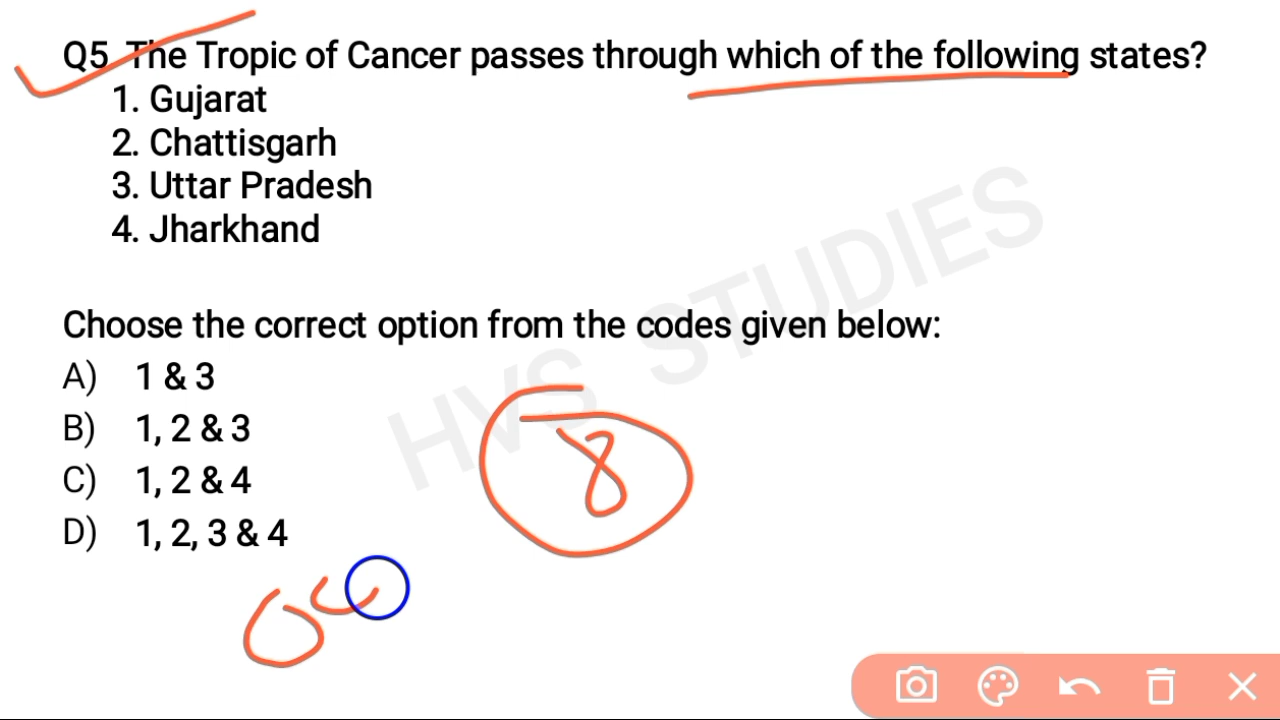 Q5 The Tropic of Cancer passes through which of the following states?
1. Gujarat
2. Chattisgarh
3. Uttar Pradesh
4. Jharkhand
Choose the correct option from the codes given below:
A) 1 & 3
B) 1, 2 & 3
C) 1, 2 & 4
D) 1, 2, 3 & 4
HVS STUDIES
8